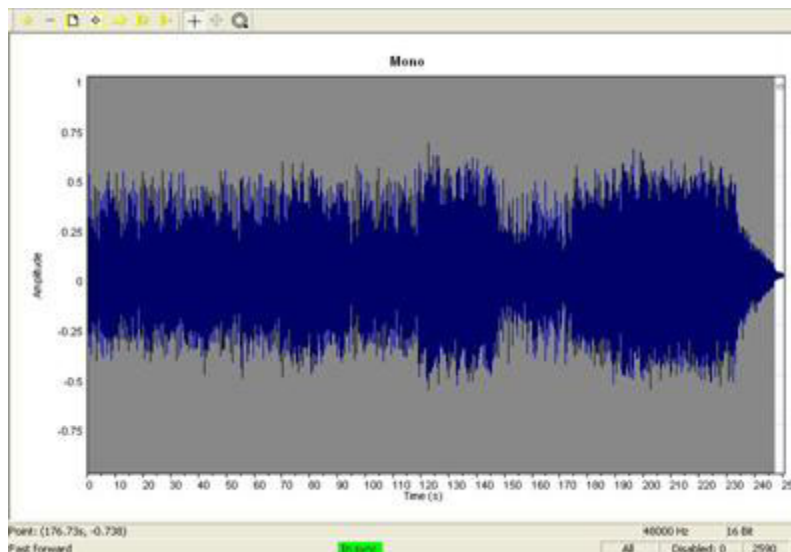 Mono
1
0.75
0.5
0.25
0
-0.25
-0.5
-0.75
Amplitude
0 10 20 30 40 50 60 70 80 90 100 110 120 130 140 150 160 170 180 190 200 210 220 230 240 25
Time (s)
Point: (176.73s, -0.738) 48000 Hz 16 Bit
Fast forward All Disabled: 0 2590